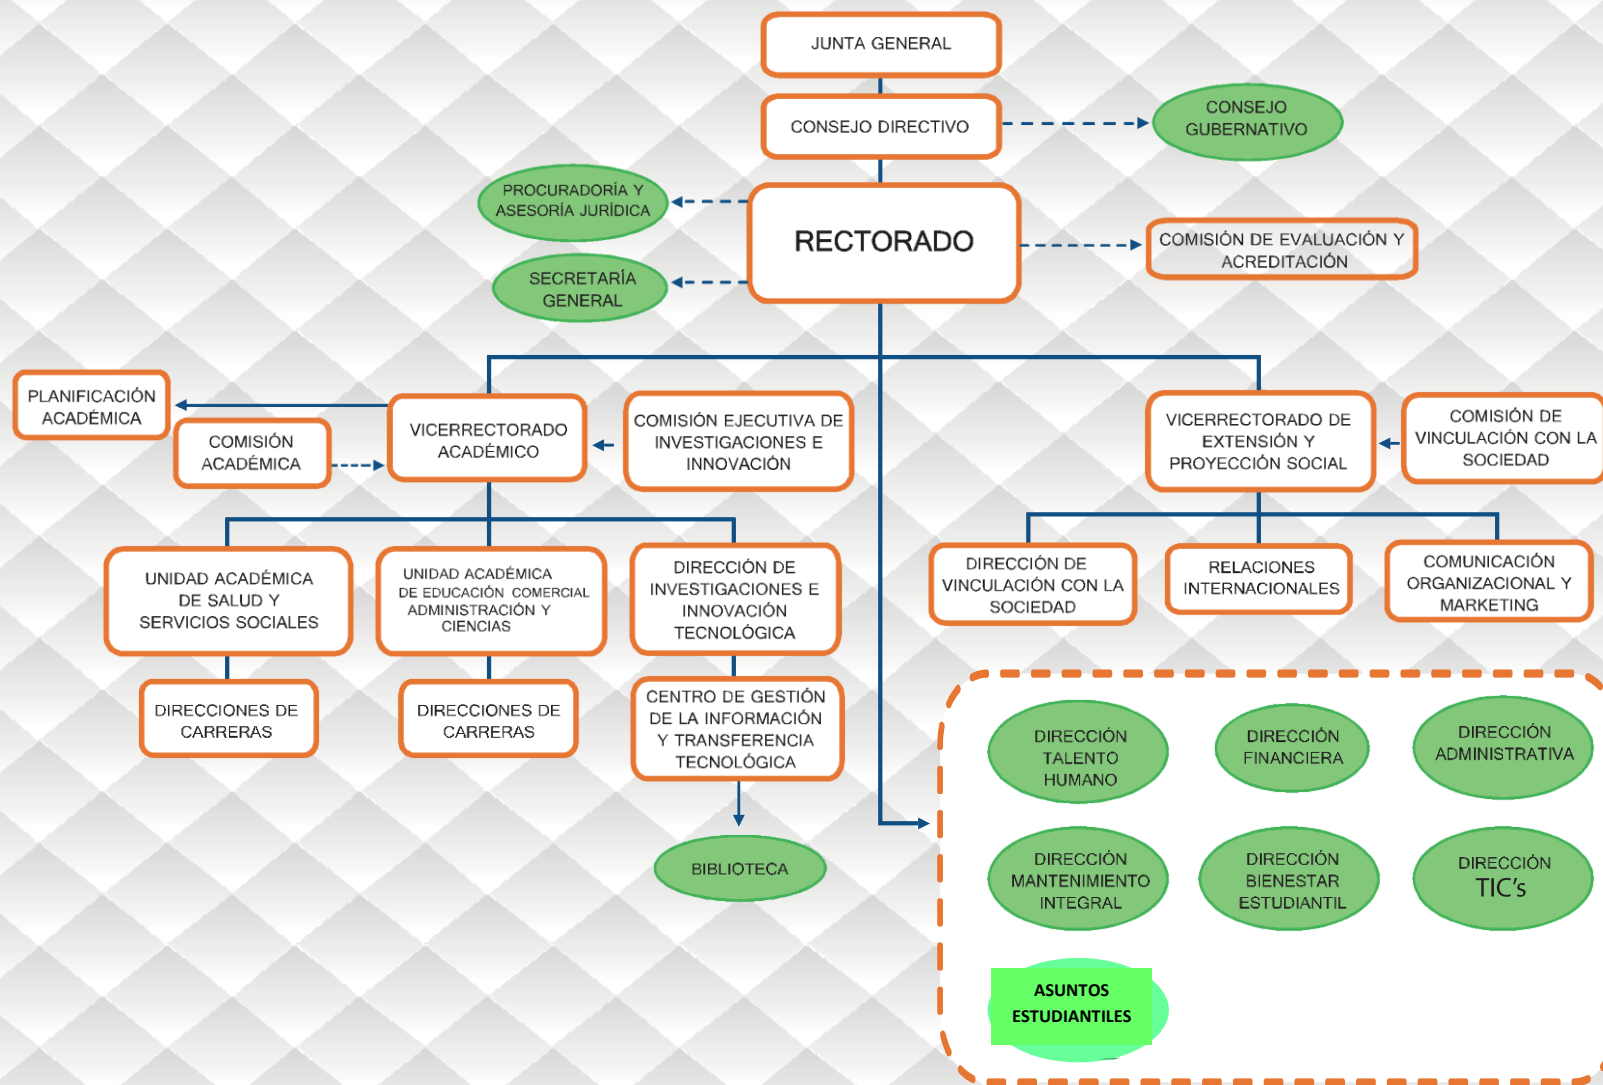 JUNTA GENERAL
CONSEJO DIRECTIVO
CONSEJO
GUBERNATIVO
PROCURADORÍA Y
ASESORÍA JURÍDICA
RECTORADO
COMISIÓN DE EVALUACIÓN Y
ACREDITACIÓN
SECRETARÍA
GENERAL
PLANIFICACIÓN
ACADÉMICA
COMISIÓN
ACADÉMICA
VICERRECTORADO
ACADÉMICO
COMISIÓN EJECUTIVA DE
INVESTIGACIONES E
INNOVACIÓN
VICERRECTORADO DE
EXTENSIÓN Y
PROYECCIÓN SOCIAL
COMISIÓN DE
VINCULACIÓN CON LA
SOCIEDAD
UNIDAD ACADÉMICA
DE SALUD Y
SERVICIOS SOCIALES
UNIDAD ACADÉMICA
DE EDUCACIÓN COMERCIAL
ADMINISTRACIÓN Y
CIENCIAS
DIRECCIÓN DE
INVESTIGACIONES E
INNOVACIÓN
TECNOLÓGICA
DIRECCIÓN DE
VINCULACIÓN CON LA
SOCIEDAD
RELACIONES
INTERNACIONALES
COMUNICACIÓN
ORGANIZACIONAL Y
MARKETING
DIRECCIONES DE
CARRERAS
DIRECCIONES DE
CARRERAS
CENTRO DE GESTIÓN
DE LA INFORMACIÓN
Y TRANSFERENCIA
TECNOLÓGICA
BIBLIOTECA
DIRECCIÓN
TALENTO
HUMANO
DIRECCIÓN
FINANCIERA
DIRECCIÓN
ADMINISTRATIVA
DIRECCIÓN
MANTENIMIENTO
INTEGRAL
DIRECCIÓN
BIENESTAR
ESTUDIANTIL
DIRECCIÓN
TIC's
ASUNTOS
ESTUDIANTILES